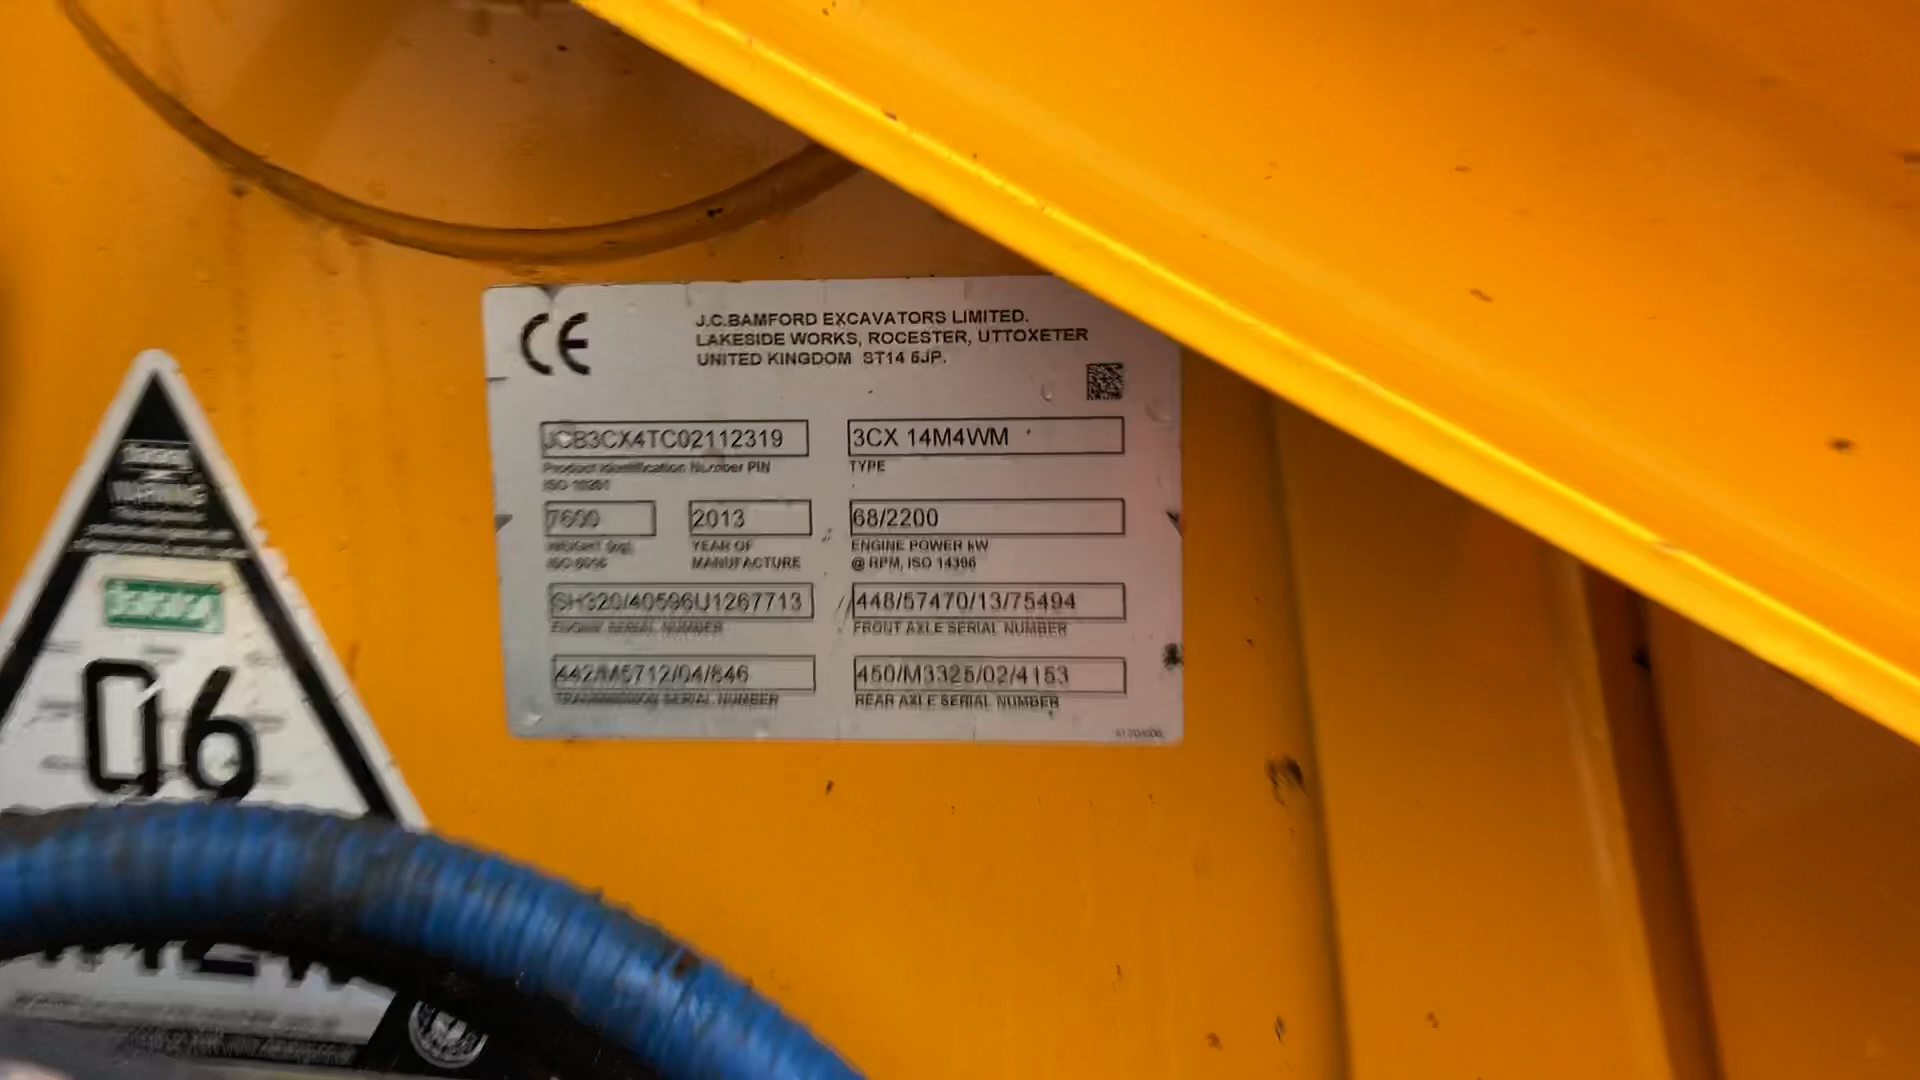 CE
J.C.BAMFORD EXCAVATORS LIMITED.
LAKESIDE WORKS, ROCESTER, UTTOXETER
UNITED KINGDOM ST14 5JP.
JCB3CX4TC02112319
3CX 14M4WM
Product Identification Number PIN
ISO 10261
TYPE
7600
2013
68/2200
WEIGHT (kg)
YEAR OF
MANUFACTURE
ENGINE POWER kW
@ RPM, ISO 14396
SH320/40596U1267713
448/57470/13/75494
ENGINE SERIAL NUMBER
FRONT AXLE SERIAL NUMBER
442/M5712/04/846
450/M3325/02/4153
TRANSMISSION SERIAL NUMBER
REAR AXLE SERIAL NUMBER
WARNING
06